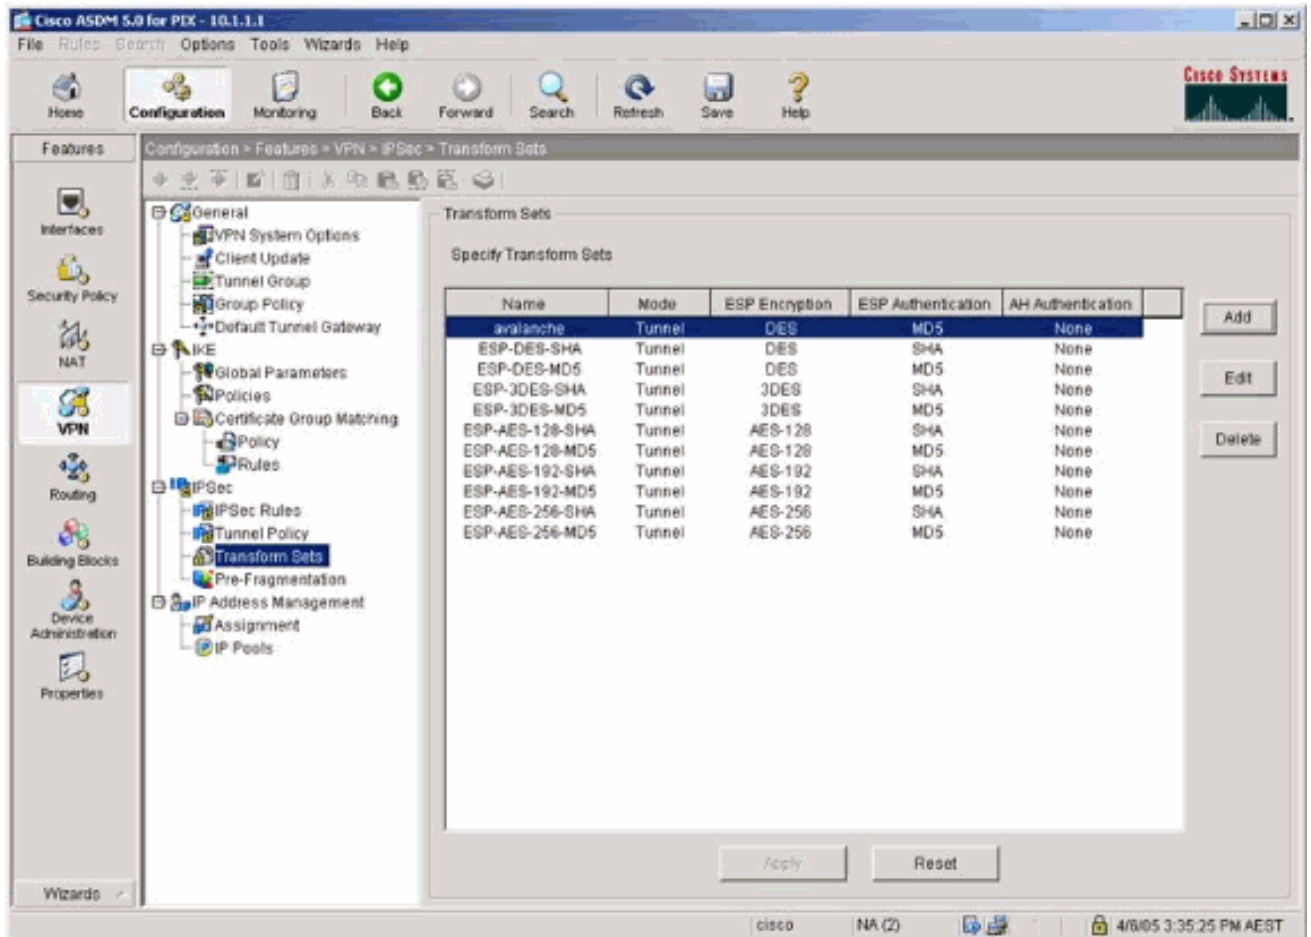 Cisco ASDM 5.0 for PIX - 10.1.1.1
File Rules Search Options Tools Wizards Help
Home Configuration Monitoring Back Forward Search Refresh Save Help
CISCO SYSTEMS
Features
Configuration > Features > VPN > IPSec > Transform Sets
Interfaces
Security Policy
NAT
VPN
Routing
Building Blocks
Device
Administration
Properties
Wizards
General
VPN System Options
Client Update
Tunnel Group
Group Policy
Default Tunnel Gateway
IKE
Global Parameters
Policies
Certificate Group Matching
Policy
Rules
IPSec
IPSec Rules
Tunnel Policy
Transform Sets
Pre-Fragmentation
IP Address Management
Assignment
IP Pools
Transform Sets
Specify Transform Sets
Name Mode ESP Encryption ESP Authentication AH Authentication
avalanche Tunnel DES MD5 None
ESP-DES-SHA Tunnel DES SHA None
ESP-DES-MD5 Tunnel DES MD5 None
ESP-3DES-SHA Tunnel 3DES SHA None
ESP-3DES-MD5 Tunnel 3DES MD5 None
ESP-AES-128-SHA Tunnel AES-128 SHA None
ESP-AES-128-MD5 Tunnel AES-128 MD5 None
ESP-AES-192-SHA Tunnel AES-192 SHA None
ESP-AES-192-MD5 Tunnel AES-192 MD5 None
ESP-AES-256-SHA Tunnel AES-256 SHA None
ESP-AES-256-MD5 Tunnel AES-256 MD5 None
Add
Edit
Delete
Apply Reset
cisco NA (2) 4/6/05 3:35:25 PM AEST